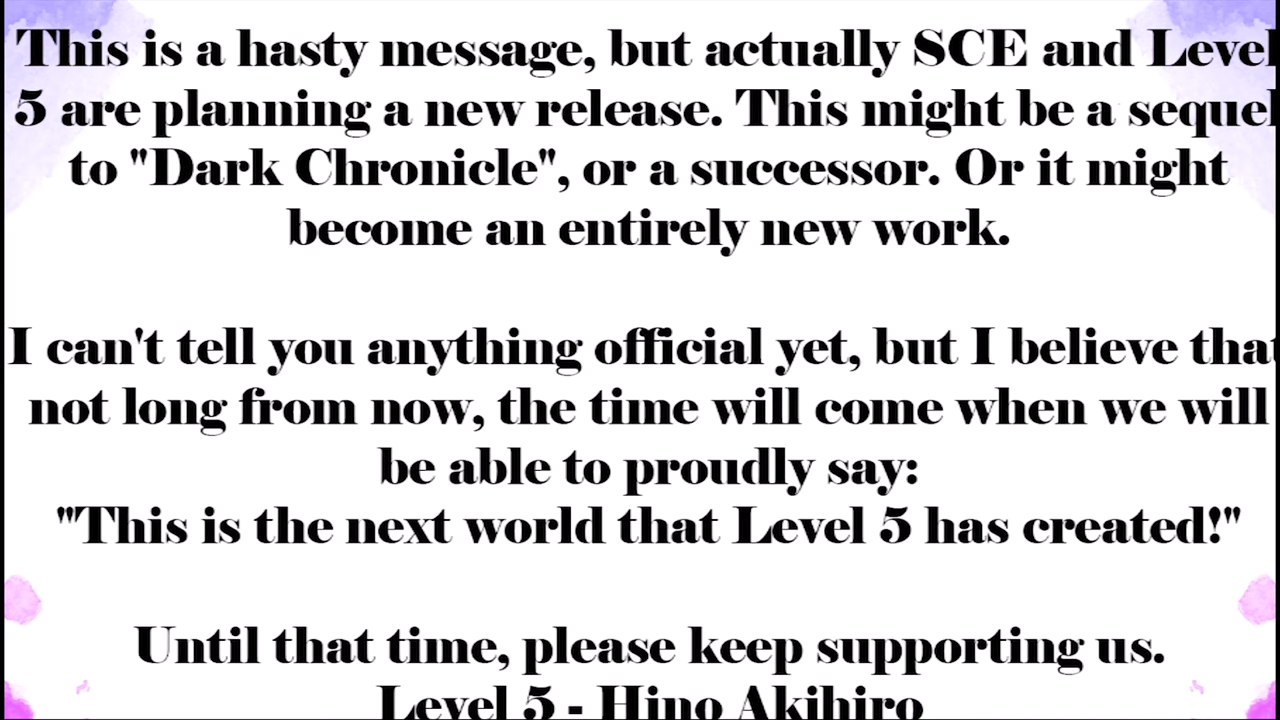 This is a hasty message, but actually SCE and Level
5 are planning a new release. This might be a sequel
to "Dark Chronicle", or a successor. Or it might
become an entirely new work.
I can't tell you anything official yet, but I believe that
not long from now, the time will come when we will
be able to proudly say:
"This is the next world that Level 5 has created!"
Until that time, please keep supporting us.
Level 5 - Hino Akihiro